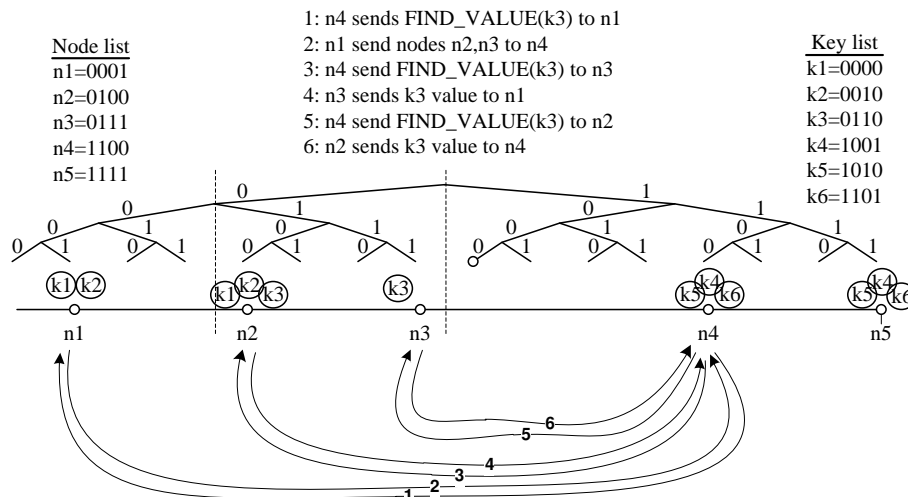 1: n4 sends FIND_VALUE(k3) to n1
2: n1 send nodes n2,n3 to n4
3: n4 send FIND_VALUE(k3) to n3
4: n3 sends k3 value to n1
5: n4 send FIND_VALUE(k3) to n2
6: n2 sends k3 value to n4
Node list
n1=0001
n2=0100
n3=0111
n4=1100
n5=1111
Key list
k1=0000
k2=0010
k3=0110
k4=1001
k5=1010
k6=1101
0 1
0 1 0 1
0 1 0 1 0 1 0 1
0 1 0 1 0 1 0 1 0 1 0 1 0 1 0 1
k1 k2 k1 k2 k3 k3 k5 k4 k6 k5 k4 k6
n1 n2 n3 n4 n5
6
5
4
3
2
1